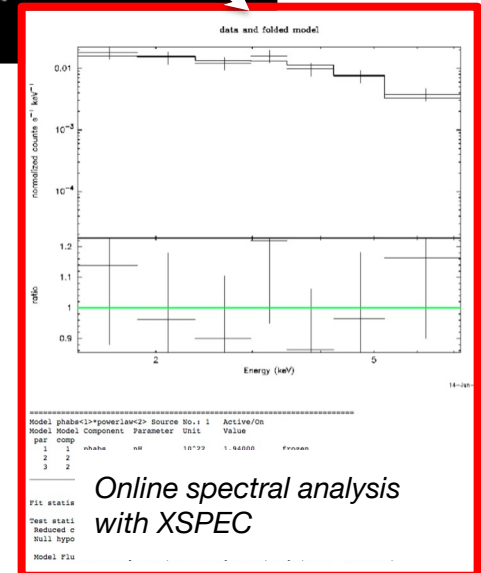 data and folded model
normalized counts s⁻¹ keV⁻¹
0.01
10⁻³
10⁻⁴
ratio
1.2
1.1
1
0.9
2
5
Energy (keV)
14-Jan-
Model phabs<1>*powerlaw<2> Source No.: 1 Active/On
Model Model Component Parameter Unit Value
par comp
1 1 phabs nH 10^22 1.94000 frozen
2 2
3 2
Fit statis
Test stati
Reduced c
Null hypo
Model Flu
Online spectral analysis
with XSPEC